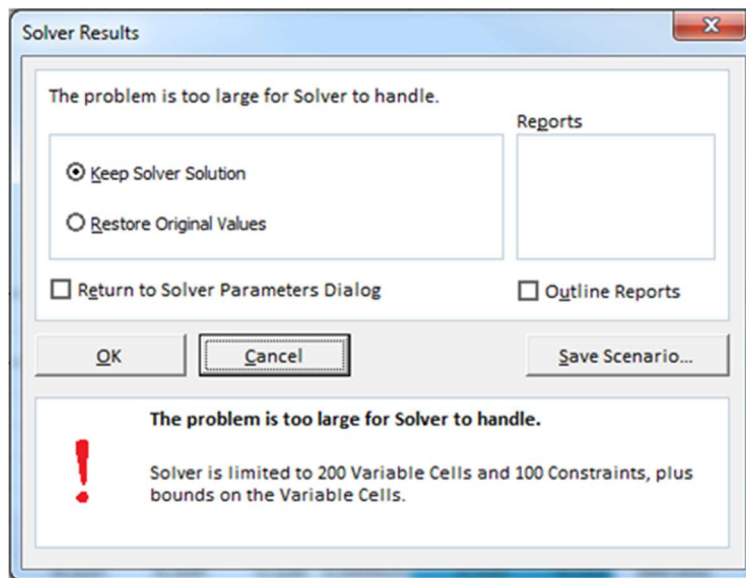 Solver Results
The problem is too large for Solver to handle.
Reports
Keep Solver Solution
Restore Original Values
Return to Solver Parameters Dialog
Outline Reports
OK
Cancel
Save Scenario...
The problem is too large for Solver to handle.
!
Solver is limited to 200 Variable Cells and 100 Constraints, plus
bounds on the Variable Cells.